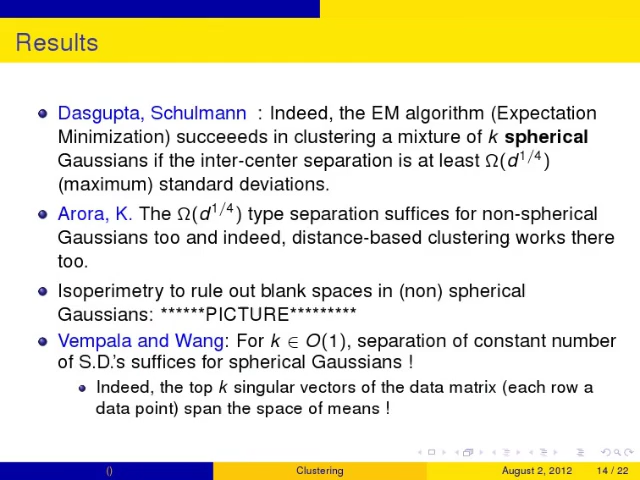 Results
Dasgupta, Schulmann : Indeed, the EM algorithm (Expectation
Minimization) succeeeds in clustering a mixture of k spherical
Gaussians if the inter-center separation is at least Ω(d^1/4)
(maximum) standard deviations.
Arora, K. The Ω(d^1/4) type separation suffices for non-spherical
Gaussians too and indeed, distance-based clustering works there
too.
Isoperimetry to rule out blank spaces in (non) spherical
Gaussians: ******PICTURE*********
Vempala and Wang: For k ∈ O(1), separation of constant number
of S.D.'s suffices for spherical Gaussians !
Indeed, the top k singular vectors of the data matrix (each row a
data point) span the space of means !
() Clustering August 2, 2012 14 / 22